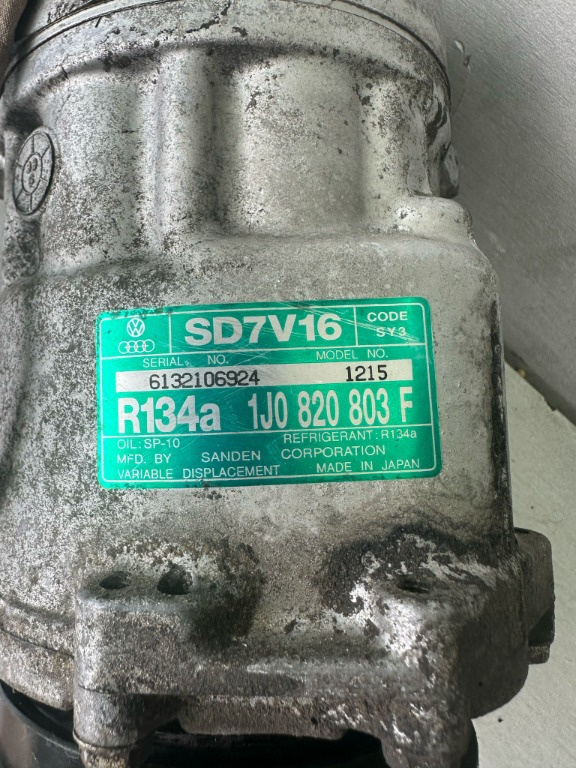 SD7V16
CODE
SY3
SERIAL NO.
MODEL NO.
6132106924
1215
R134a 1J0 820 803 F
OIL: SP-10
REFRIGERANT: R134a
MFD. BY SANDEN CORPORATION
VARIABLE DISPLACEMENT
MADE IN JAPAN